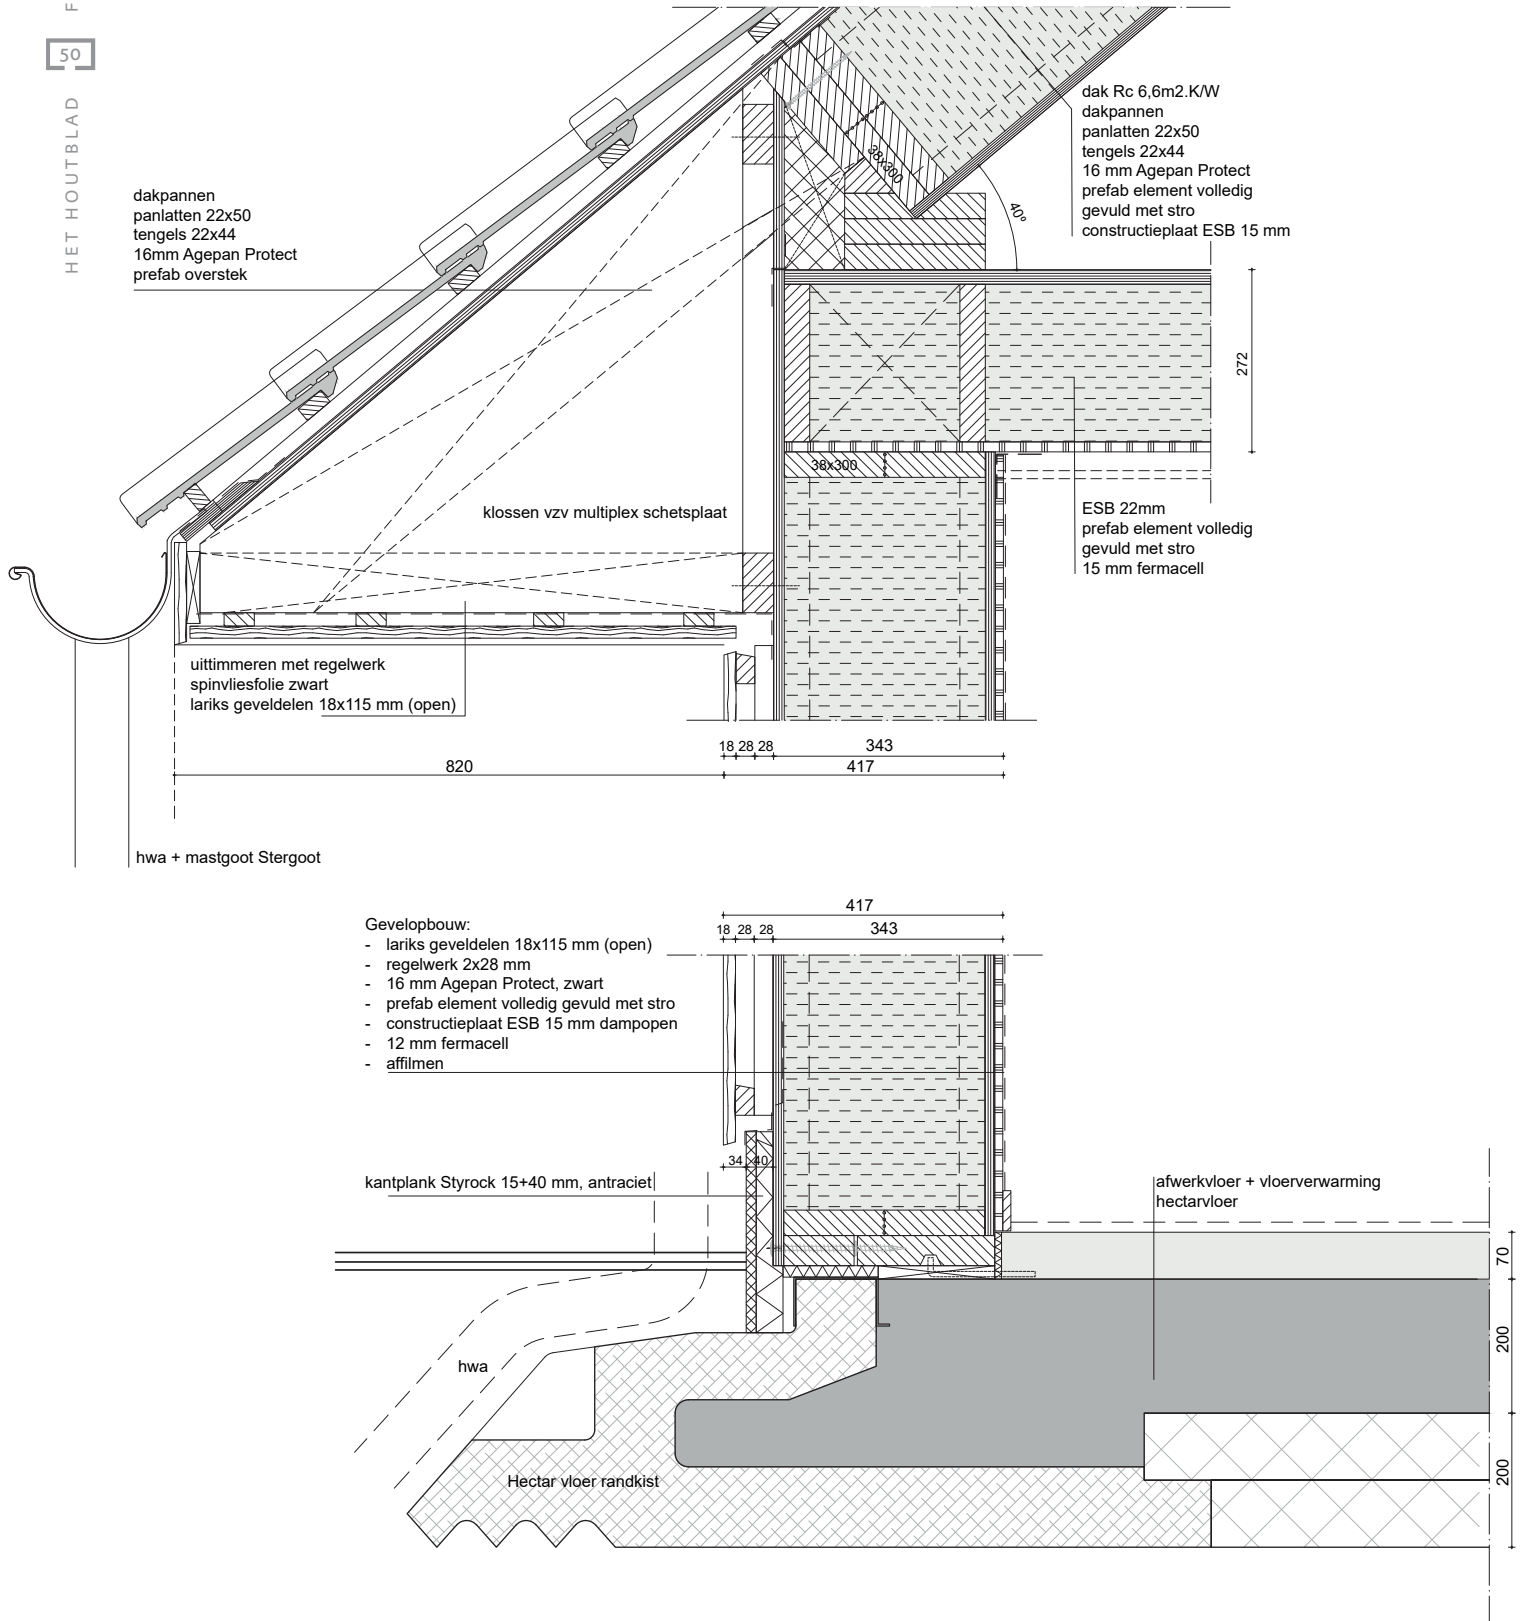 F
50
HET HOUTBLAD
dak Rc 6,6m2.K/W
dakpannen
panlatten 22x50
tengels 22x44
16 mm Agepan Protect
prefab element volledig
gevuld met stro
constructieplaat ESB 15 mm
dakpannen
panlatten 22x50
tengels 22x44
16mm Agepan Protect
prefab overstek
38x300
40º
272
38x300
klossen vzv multiplex schetsplaat
ESB 22mm
prefab element volledig
gevuld met stro
15 mm fermacell
uittimmeren met regelwerk
spinvliesfolie zwart
lariks geveldelen 18x115 mm (open)
18 28 28 343
820 417
hwa + mastgoot Stergoot
417
18 28 28 343
Gevelopbouw:
- lariks geveldelen 18x115 mm (open)
- regelwerk 2x28 mm
- 16 mm Agepan Protect, zwart
- prefab element volledig gevuld met stro
- constructieplaat ESB 15 mm dampopen
- 12 mm fermacell
- affilmen
34 40
kantplank Styrock 15+40 mm, antraciet
afwerkvloer + vloerverwarming
hectarvloer
70
200
hwa
200
Hectar vloer randkist